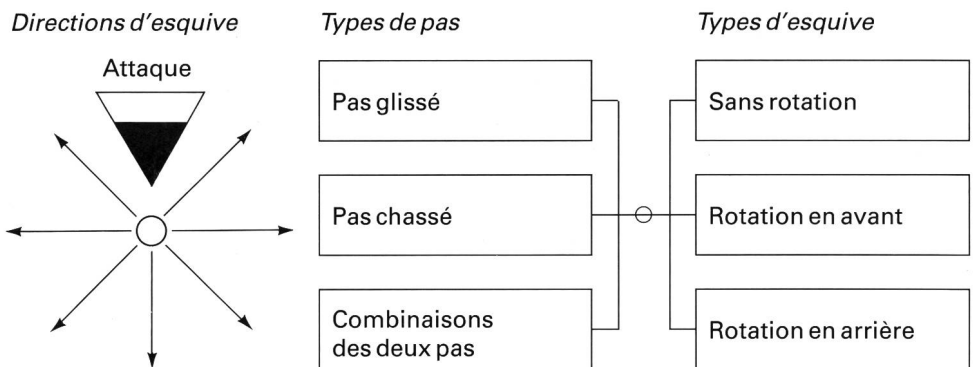 Directions d'esquive
Attaque
Types de pas
Pas glissé
Pas chassé
Combinaisons
des deux pas
Types d'esquive
Sans rotation
Rotation en avant
Rotation en arrière